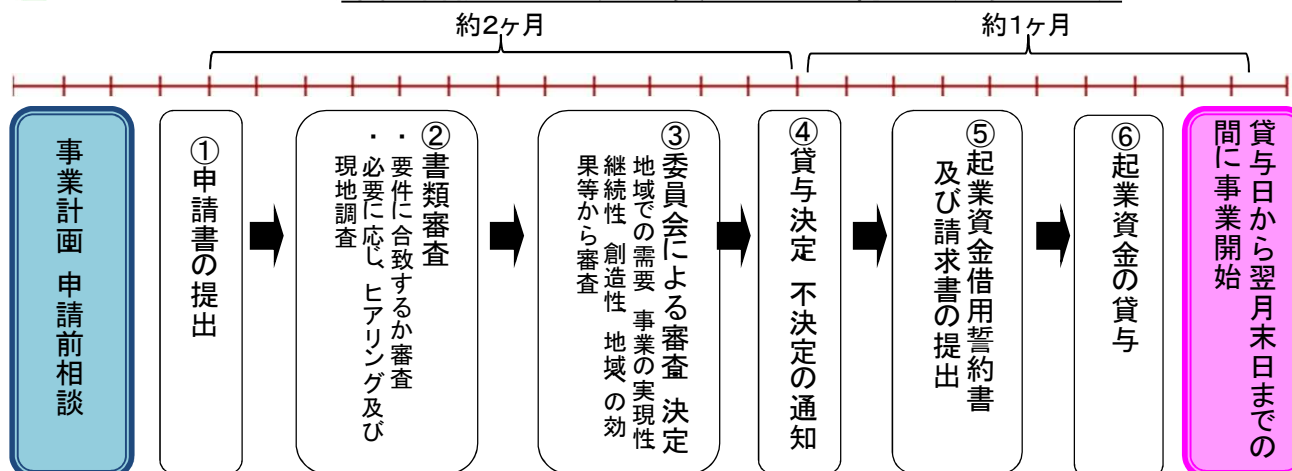 約2ヶ月
約1ヶ月
事業計画 申請前相談
①申請書の提出
②書類審査
・要件に合致するか審査
・必要に応じ、ヒアリング及び
現地調査
③委員会による審査・決定
地域での需要、事業の実現性、
継続性、創造性、地域への効
果等から審査
④貸与決定、不決定の通知
⑤起業資金借用誓約書
及び請求書の提出
⑥起業資金の貸与
貸与日から翌月末日までの
間に事業開始